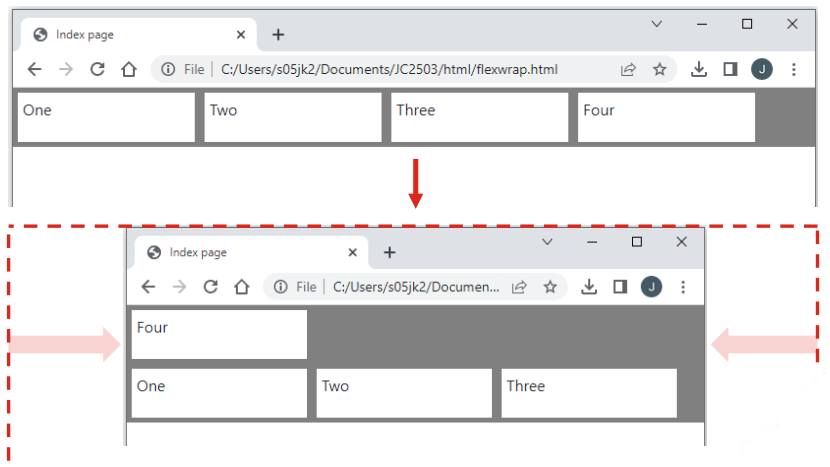 Index page
File C:/Users/s05jk2/Documents/JC2503/html/flexwrap.html
J
One Two Three Four
Index page
File C:/Users/s05jk2/Documen...
J
Four
One Two Three